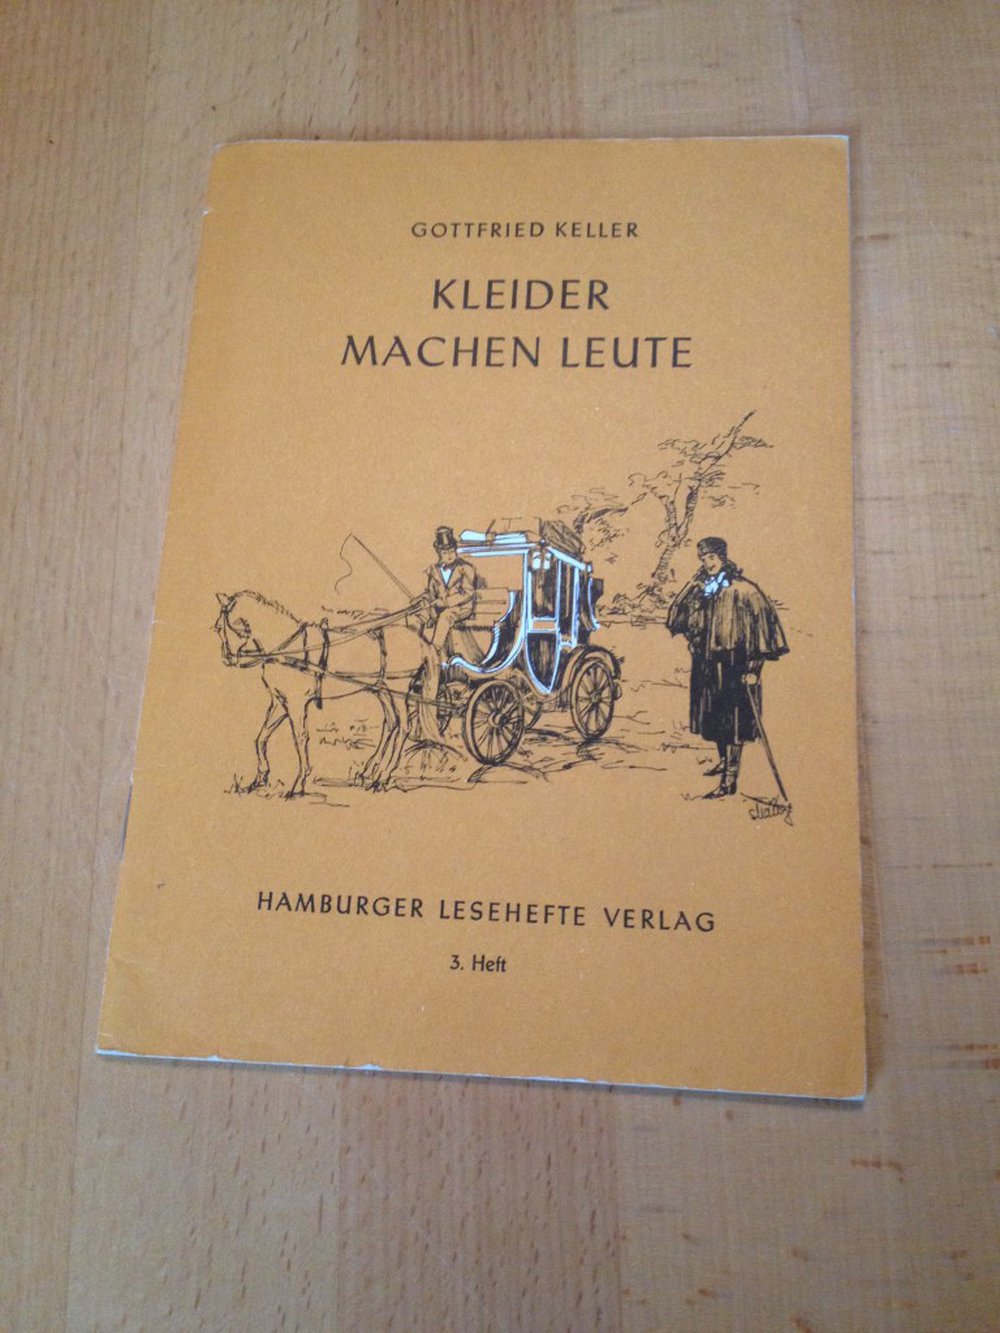 GOTTFRIED KELLER
KLEIDER
MACHEN LEUTE
HAMBURGER LESEHEFTE VERLAG
3. Heft